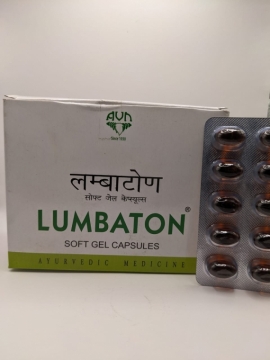 AVN
लम्बाटोण
सोफ्ट जेल केप्सूल्स
LUMBATON®
SOFT GEL CAPSULES
AYURVEDIC MEDICINE